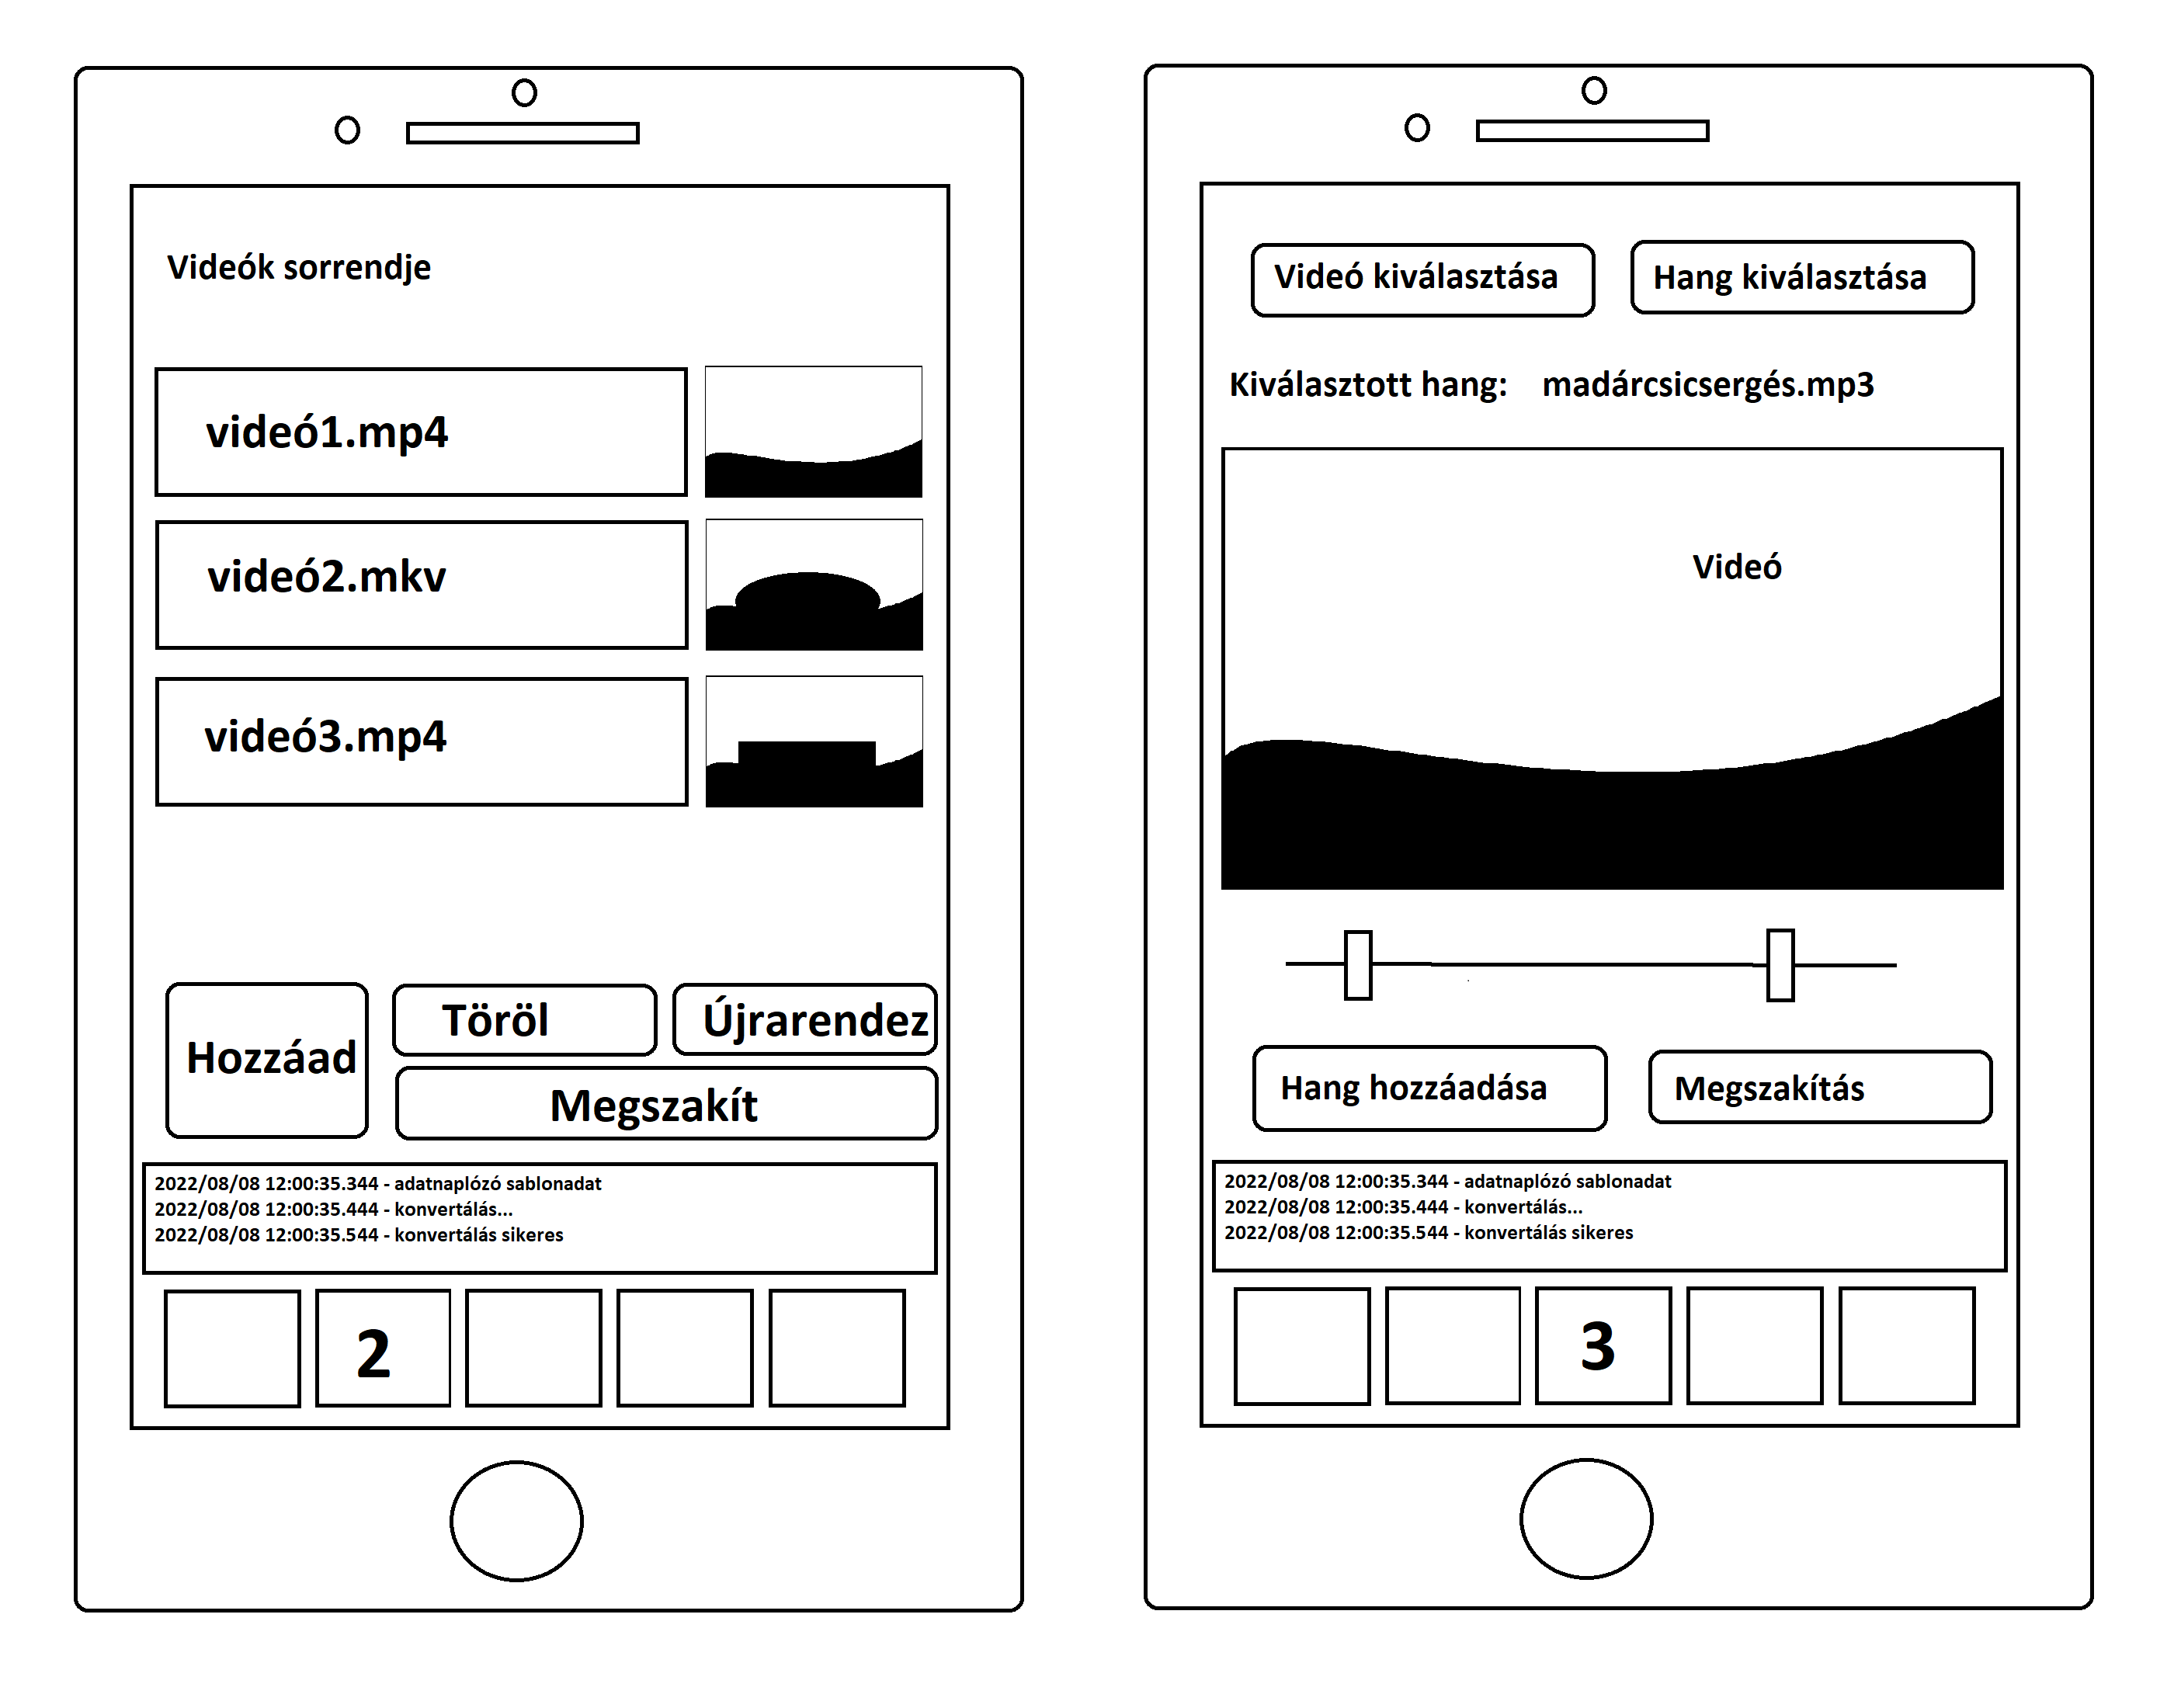 Videók sorrendje
videó1.mp4
videó2.mkv
videó3.mp4
Hozzáad
Töröl
Újrarendez
Megszakít
2022/08/08 12:00:35.344 - adatnaplózó sablonadat
2022/08/08 12:00:35.444 - konvertálás...
2022/08/08 12:00:35.544 - konvertálás sikeres
2
Videó kiválasztása
Hang kiválasztása
Kiválasztott hang: madárcsicsergés.mp3
Videó
Hang hozzáadása
Megszakítás
2022/08/08 12:00:35.344 - adatnaplózó sablonadat
2022/08/08 12:00:35.444 - konvertálás...
2022/08/08 12:00:35.544 - konvertálás sikeres
3